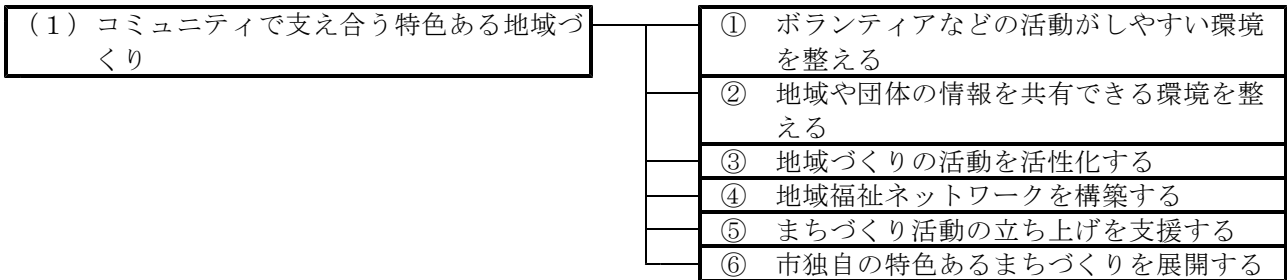 （１）コミュニティで支え合う特色ある地域づ
くり
① ボランティアなどの活動がしやすい環境
を整える
② 地域や団体の情報を共有できる環境を整
える
③ 地域づくりの活動を活性化する
④ 地域福祉ネットワークを構築する
⑤ まちづくり活動の立ち上げを支援する
⑥ 市独自の特色あるまちづくりを展開する